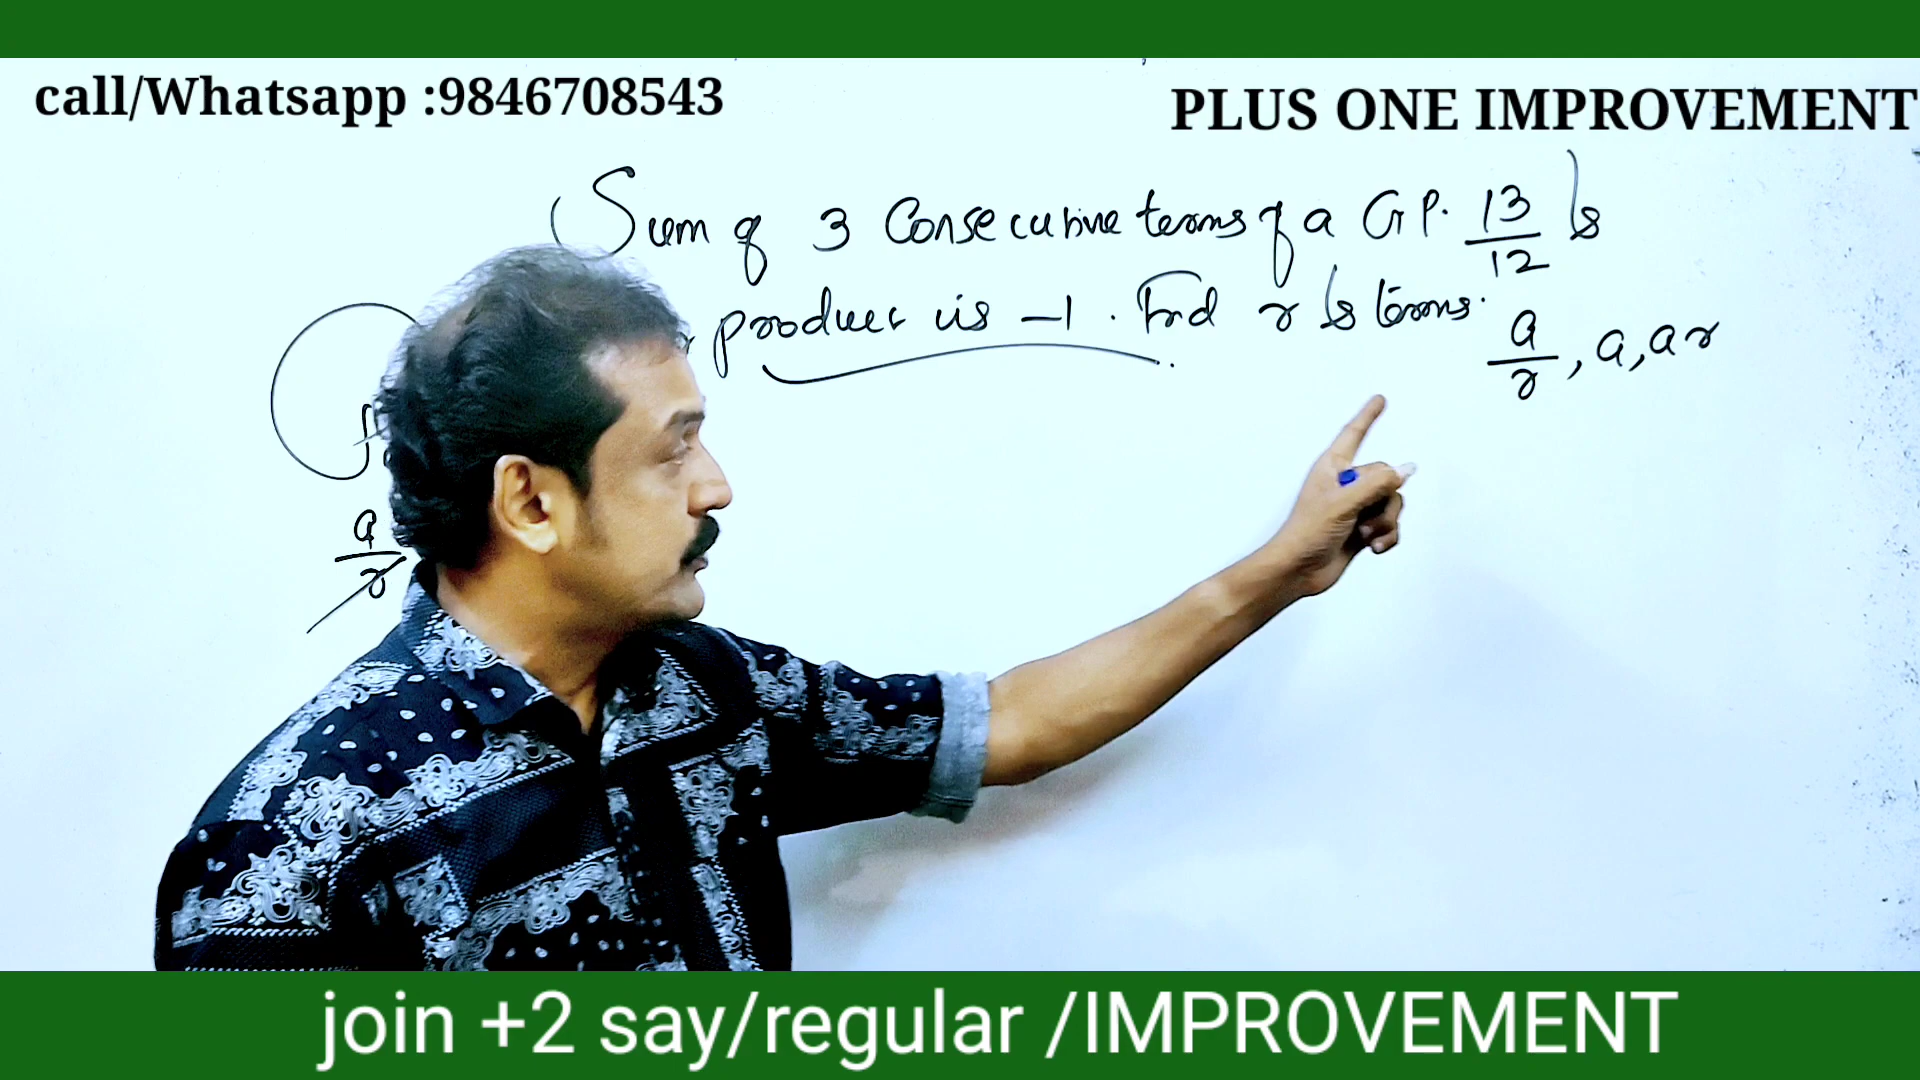 call/Whatsapp :9846708543
PLUS ONE IMPROVEMENT
Sum of 3 Consecutive terms of a G.P. 13/12 &
product is -1. Find r & terms.
a/r, a, ar
a/r
join +2 say/regular /IMPROVEMENT